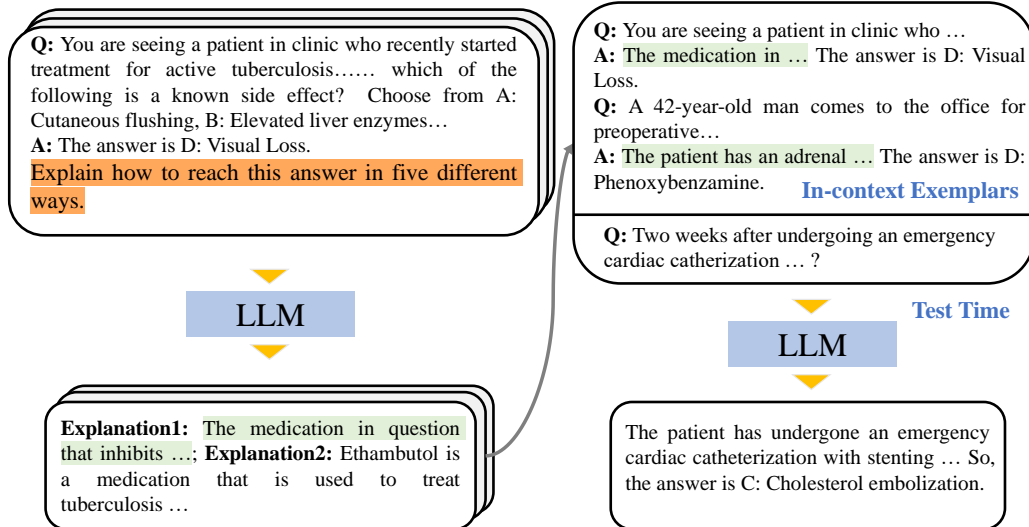 Q: You are seeing a patient in clinic who recently started
treatment for active tuberculosis…… which of the
following is a known side effect? Choose from A:
Cutaneous flushing, B: Elevated liver enzymes…
A: The answer is D: Visual Loss.
Explain how to reach this answer in five different
ways.
LLM
Explanation1: The medication in question
that inhibits …; Explanation2: Ethambutol is
a medication that is used to treat
tuberculosis …
Q: You are seeing a patient in clinic who …
A: The medication in … The answer is D: Visual
Loss.
Q: A 42-year-old man comes to the office for
preoperative…
A: The patient has an adrenal … The answer is D:
Phenoxybenzamine.
In-context Exemplars
Q: Two weeks after undergoing an emergency
cardiac catherization … ?
Test Time
LLM
The patient has undergone an emergency
cardiac catheterization with stenting … So,
the answer is C: Cholesterol embolization.